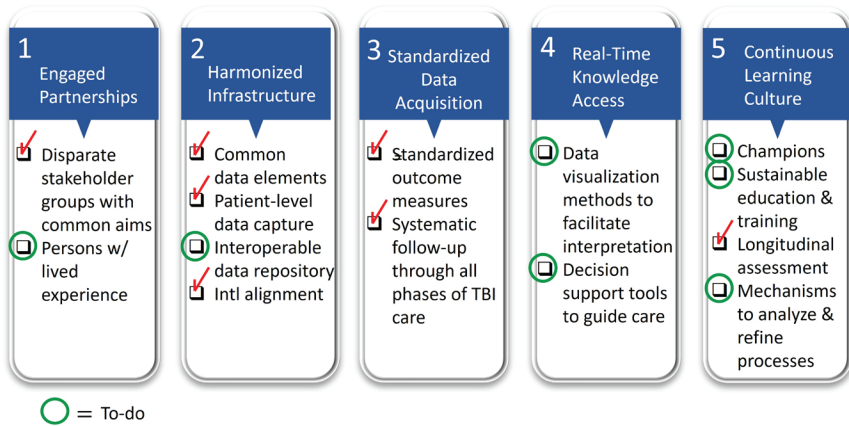 1
Engaged
Partnerships
❑ Disparate
stakeholder
groups with
common aims
❑ Persons w/
lived
experience
2
Harmonized
Infrastructure
❑ Common
data elements
❑ Patient-level
data capture
❑ Interoperable
data repository
❑ Intl alignment
3
Standardized
Data
Acquisition
❑ Standardized
outcome
measures
❑ Systematic
follow-up
through all
phases of TBI
care
4
Real-Time
Knowledge
Access
❑ Data
visualization
methods to
facilitate
interpretation
❑ Decision
support tools
to guide care
5
Continuous
Learning
Culture
❑ Champions
❑ Sustainable
education &
training
❑ Longitudinal
assessment
❑ Mechanisms
to analyze &
refine
processes
= To-do